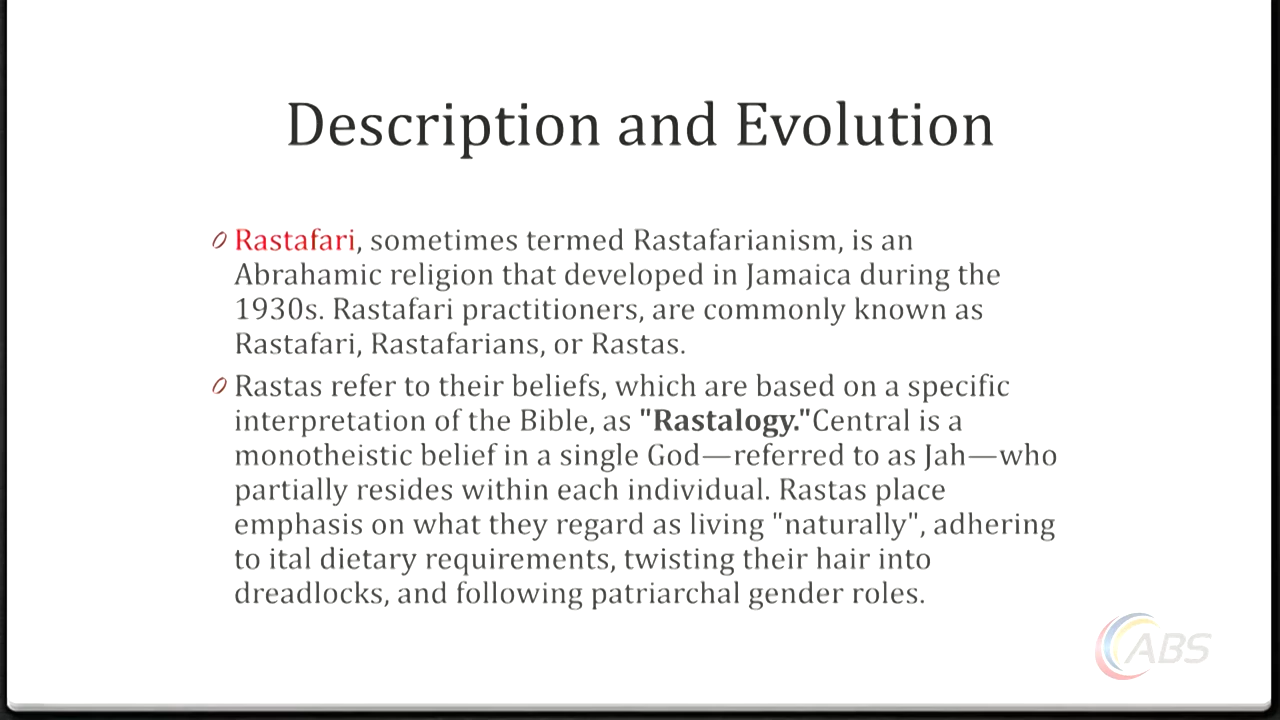 Description and Evolution
Rastafari, sometimes termed Rastafarianism, is an
Abrahamic religion that developed in Jamaica during the
1930s. Rastafari practitioners, are commonly known as
Rastafari, Rastafarians, or Rastas.
Rastas refer to their beliefs, which are based on a specific
interpretation of the Bible, as "Rastalogy."Central is a
monotheistic belief in a single God—referred to as Jah—who
partially resides within each individual. Rastas place
emphasis on what they regard as living "naturally", adhering
to ital dietary requirements, twisting their hair into
dreadlocks, and following patriarchal gender roles.
ABS